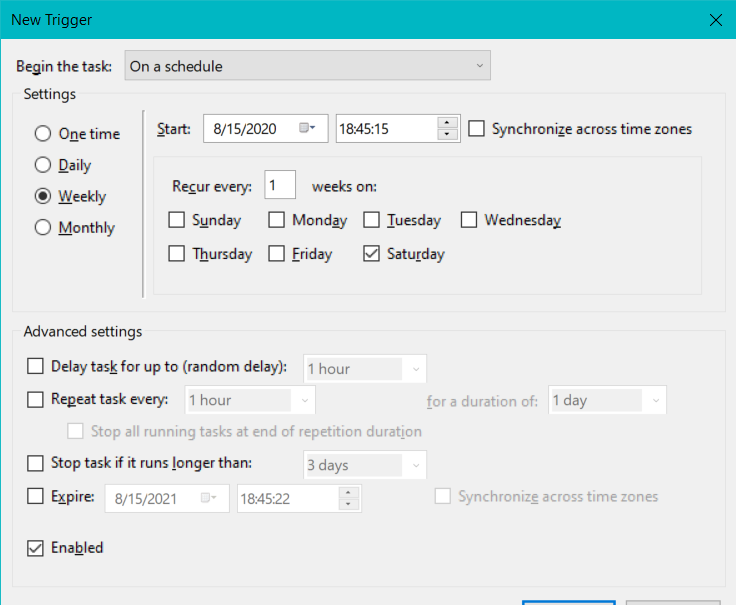 New Trigger
Begin the task: On a schedule
Settings
One time
Daily
Weekly
Monthly
Start: 8/15/2020 18:45:15 Synchronize across time zones
Recur every: 1 weeks on:
Sunday Monday Tuesday Wednesday
Thursday Friday Saturday
Advanced settings
Delay task for up to (random delay): 1 hour
Repeat task every: 1 hour for a duration of: 1 day
Stop all running tasks at end of repetition duration
Stop task if it runs longer than: 3 days
Expire: 8/15/2021 18:45:22 Synchronize across time zones
Enabled